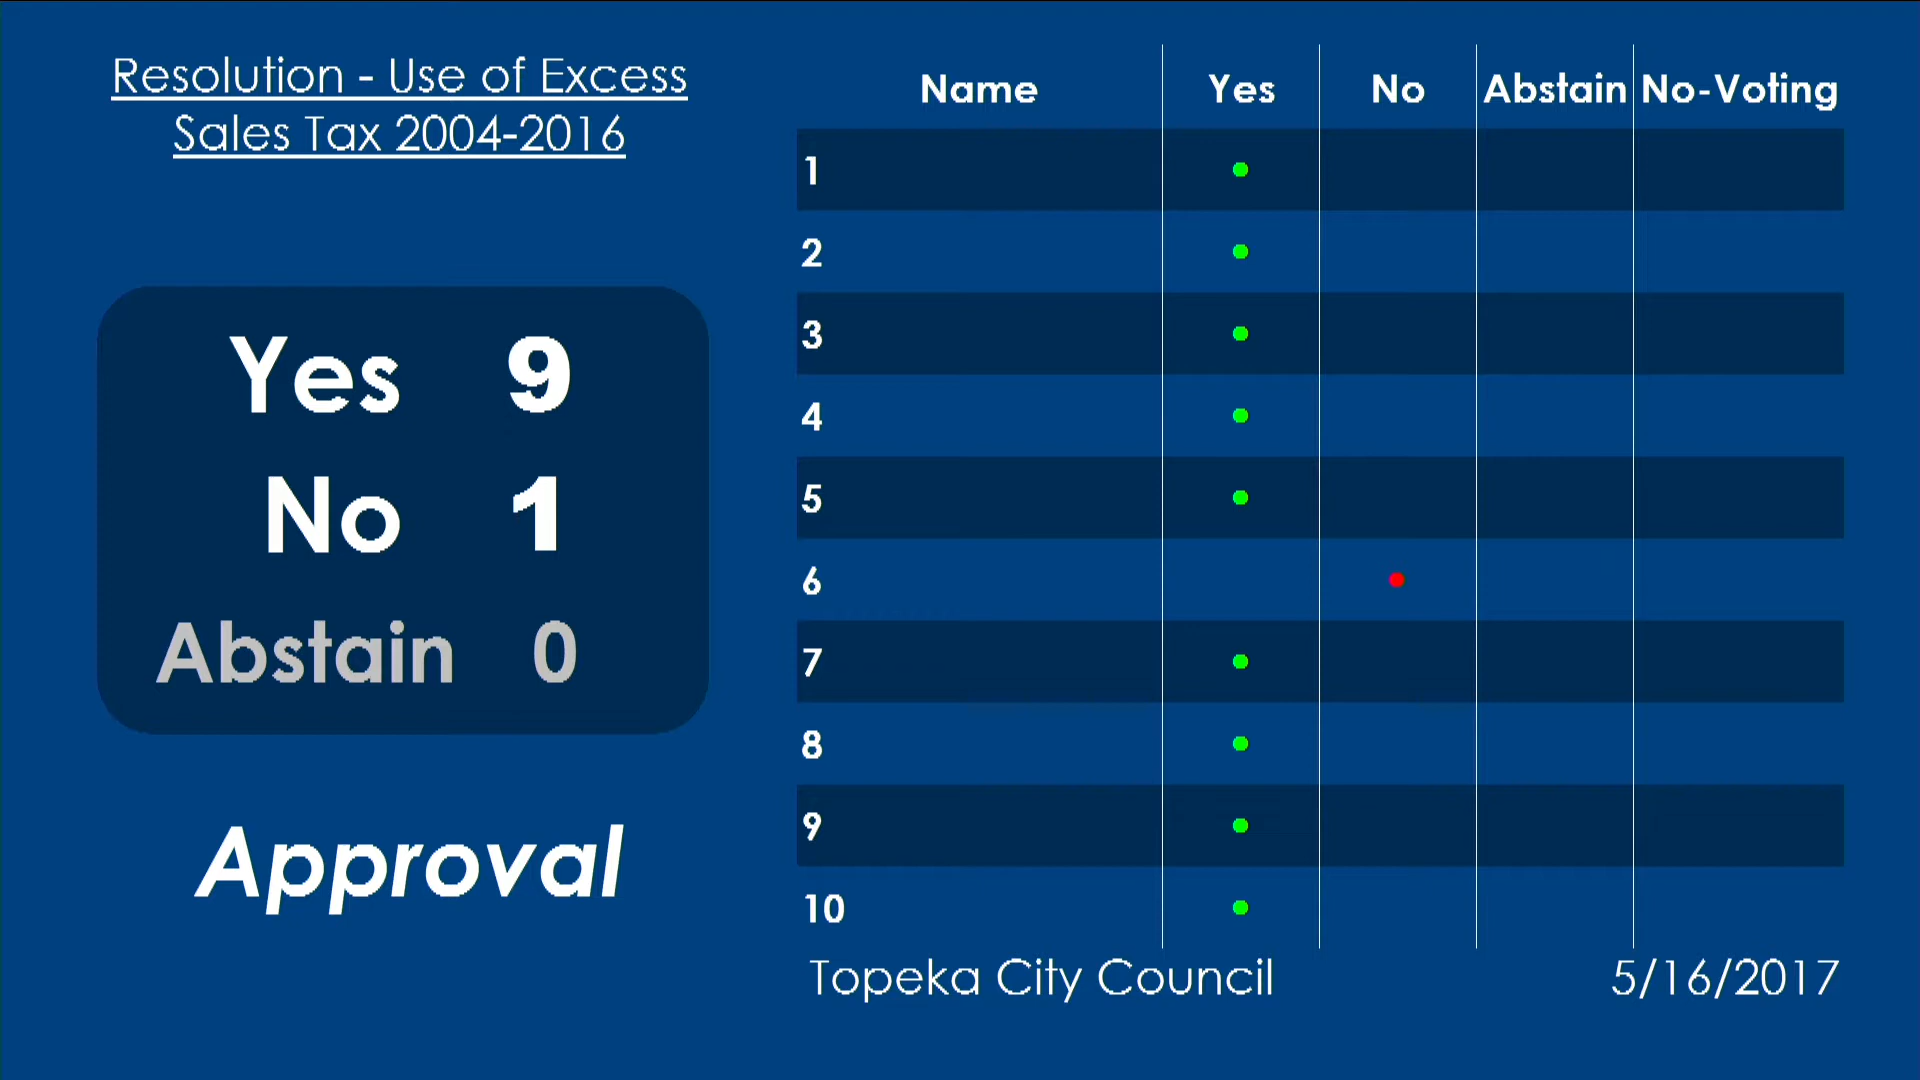 Resolution - Use of Excess
Sales Tax 2004-2016
Yes 9
No 1
Abstain 0
Approval
Name Yes No Abstain No-Voting
1
2
3
4
5
6
7
8
9
10
Topeka City Council 5/16/2017